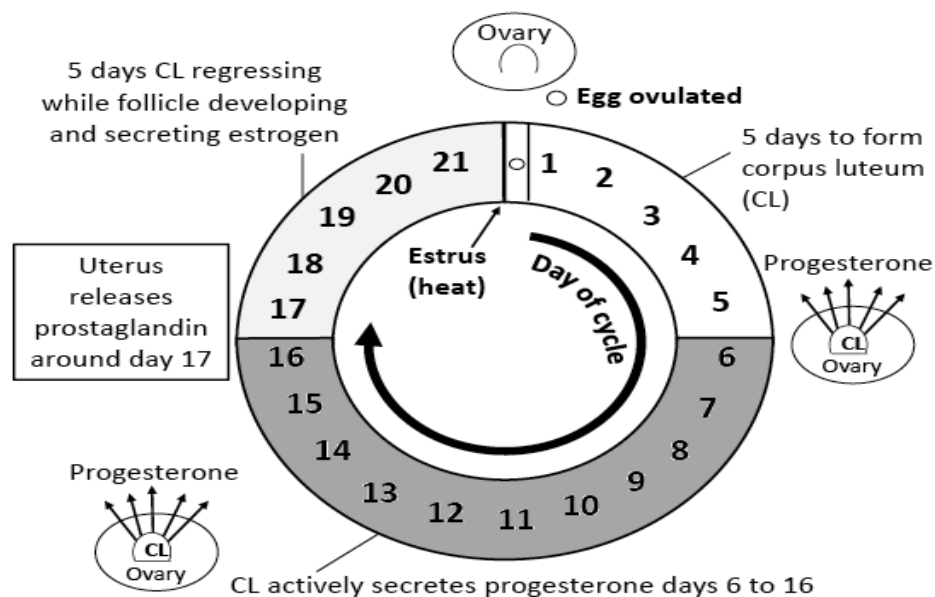 Ovary
Egg ovulated
5 days CL regressing
while follicle developing
and secreting estrogen
5 days to form
corpus luteum
(CL)
21
20
19
18
17
1
2
3
4
5
Estrus
(heat)
Day of cycle
Uterus
releases
prostaglandin
around day 17
Progesterone
CL
Ovary
16
15
14
13
12
11
10
9
8
7
6
Progesterone
CL
Ovary
CL actively secretes progesterone days 6 to 16